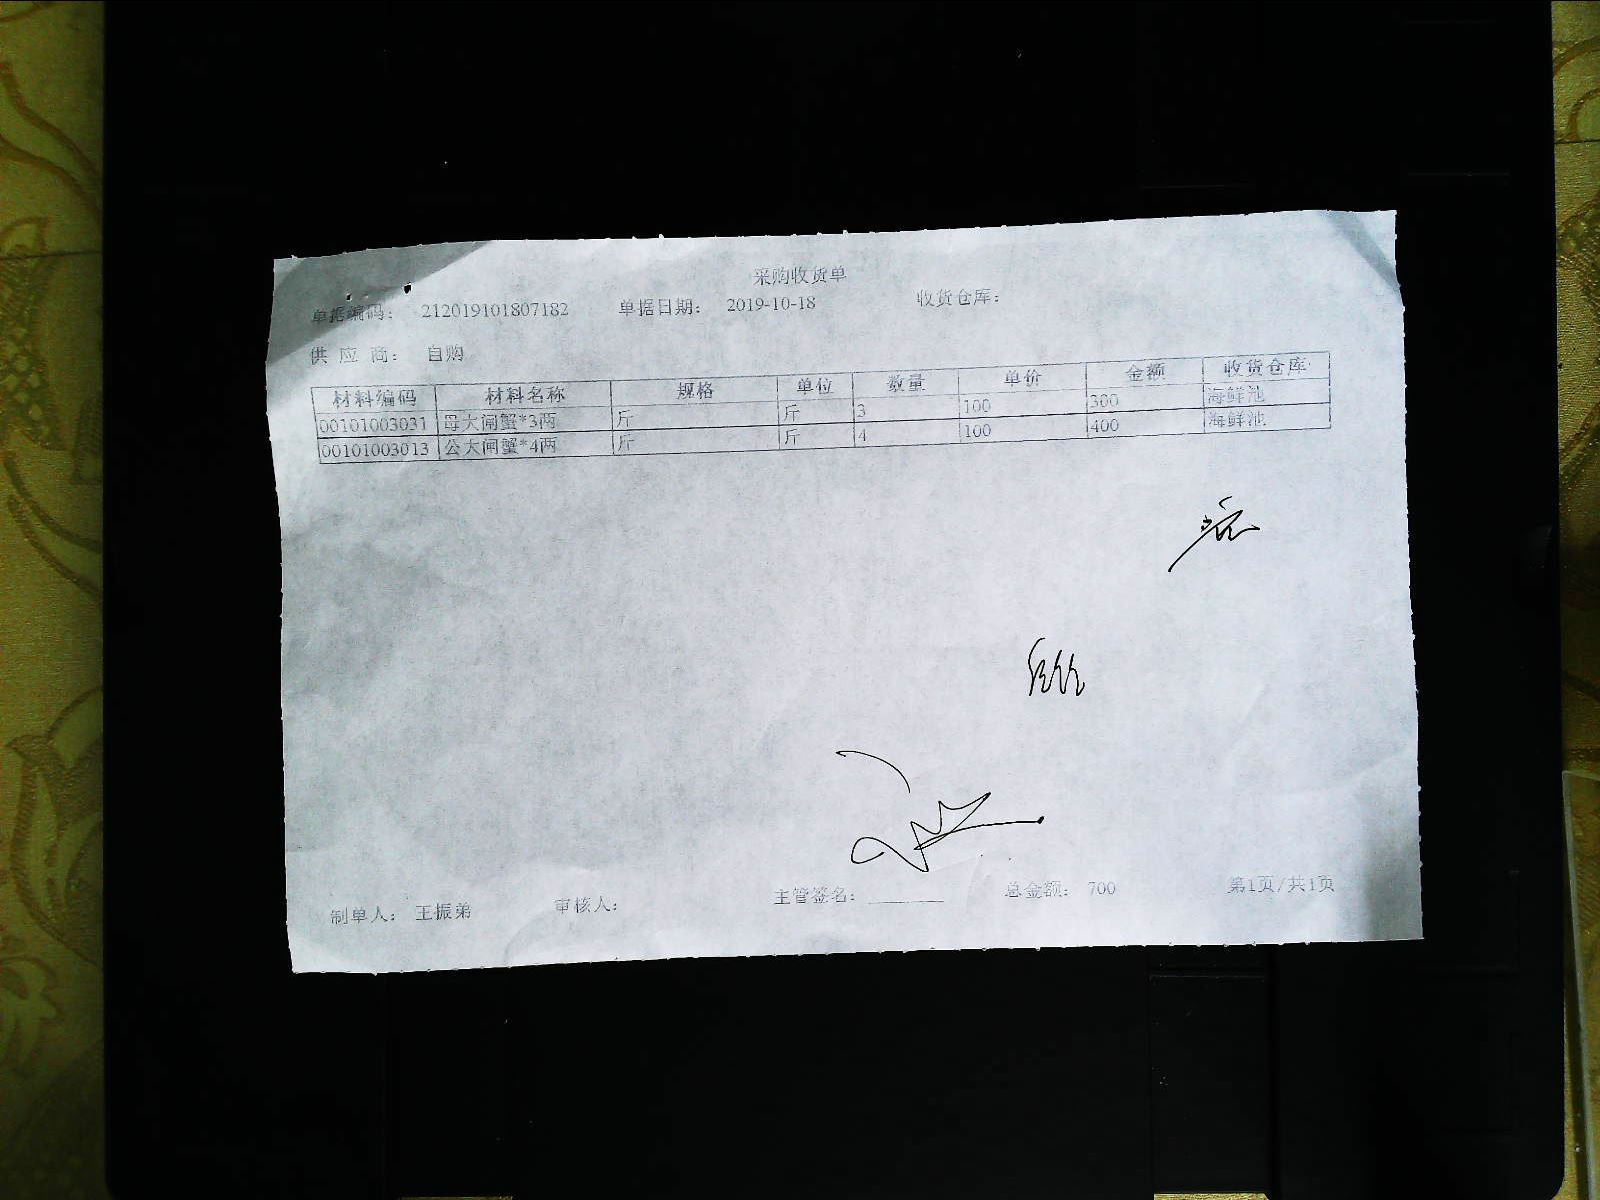 采购收货单
单据编码: 212019101807182 单据日期: 2019-10-18 收货仓库:
供 应 商: 自购
材料编码 材料名称 规格 单位 数量 单价 金额 收货仓库
00101003031 母大闸蟹*3两 斤 斤 3 100 300 海鲜池
00101003013 公大闸蟹*4两 斤 斤 4 100 400 海鲜池
制单人: 王振弟 审核人: 主管签名: 总金额: 700 第1页/共1页